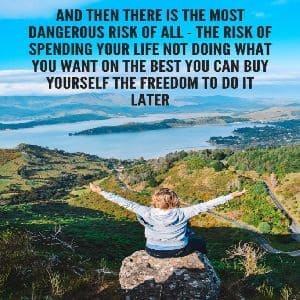 AND THEN THERE IS THE MOST
DANGEROUS RISK OF ALL - THE RISK OF
SPENDING YOUR LIFE NOT DOING WHAT
YOU WANT ON THE BEST YOU CAN BUY
YOURSELF THE FREEDOM TO DO IT
LATER